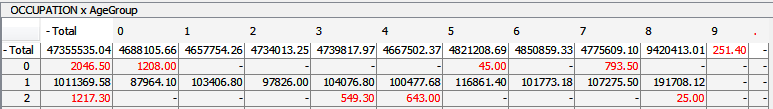 OCCUPATION x AgeGroup
- Total 0 1 2 3 4 5 6 7 8 9 .
- Total 47355535.04 4688105.66 4657754.26 4734013.25 4739817.97 4667502.37 4821208.69 4850859.33 4775609.10 9420413.01 251.40 -
0 2046.50 1208.00 - - - - 45.00 - 793.50 - - -
1 1011369.58 87964.10 103406.80 97826.00 104076.80 100477.68 116861.40 101773.18 107275.50 191708.12 - -
2 1217.30 - - - 549.30 643.00 - - - 25.00 - -